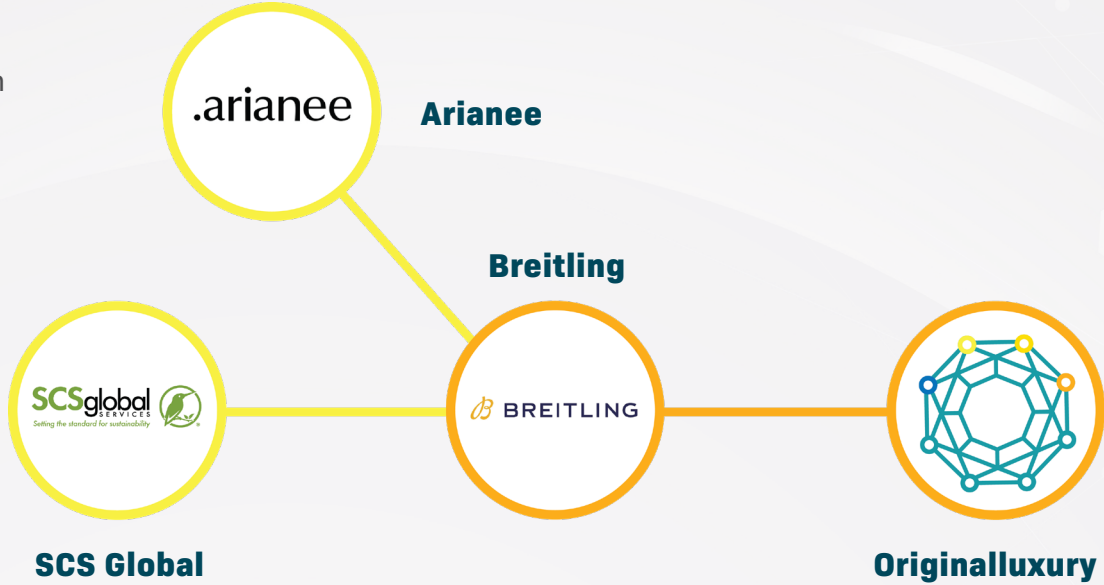 .arianee
Arianee
Breitling
SCSglobal
SERVICES
Setting the standard for sustainability
B BREITLING
SCS Global
Originalluxury